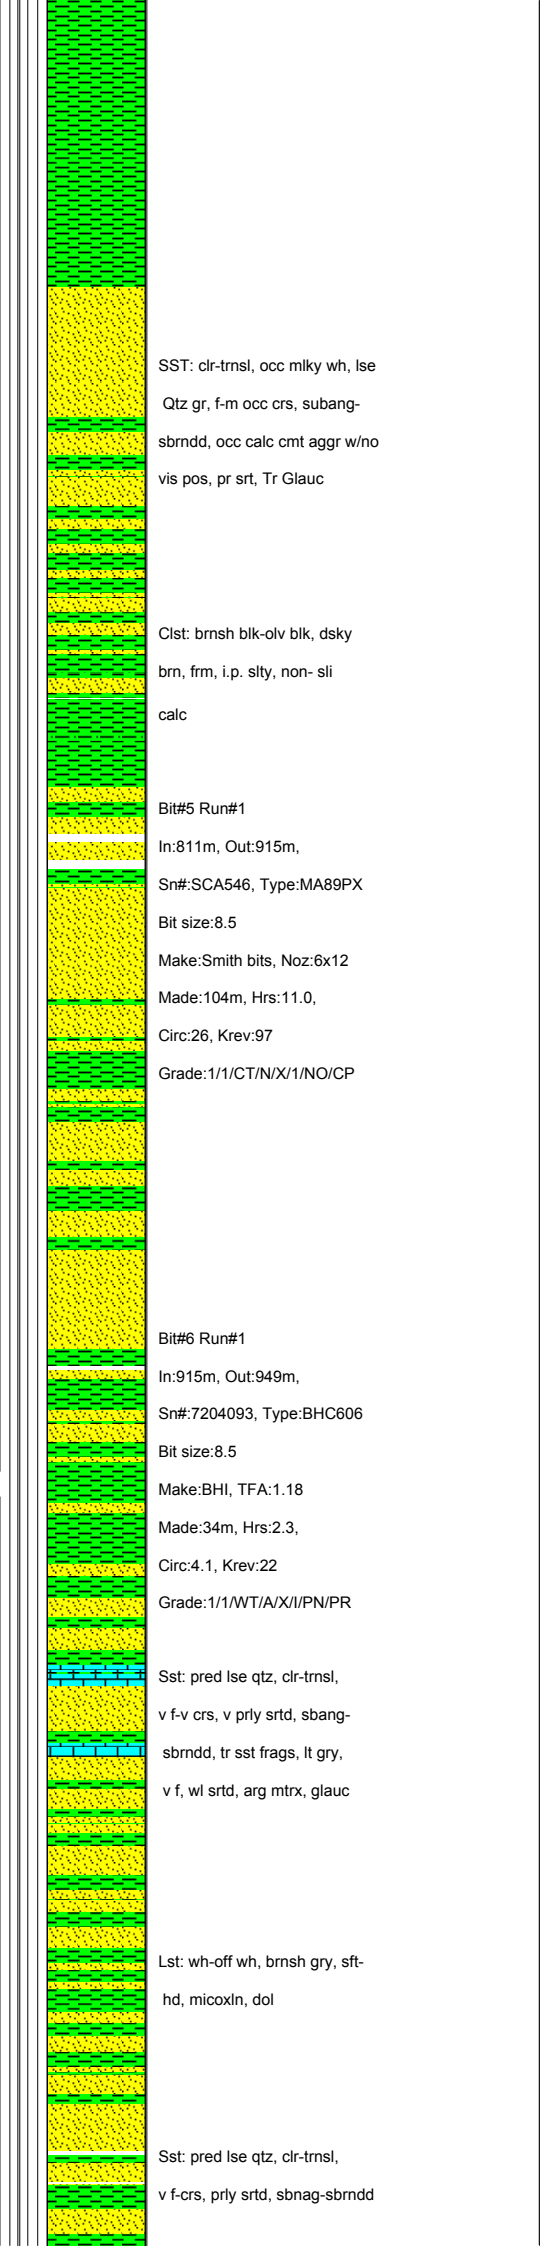 SST: clr-trnsl, occ mlky wh, lse
Qtz gr, f-m occ crs, subang-
sbrndd, occ calc cmt aggr w/no
vis pos, pr srt, Tr Glauc
Clst: brnsh blk-olv blk, dsky
brn, frm, i.p. slty, non- sli
calc
Bit#5 Run#1
In:811m, Out:915m,
Sn#:SCA546, Type:MA89PX
Bit size:8.5
Make:Smith bits, Noz:6x12
Made:104m, Hrs:11.0,
Circ:26, Krev:97
Grade:1/1/CT/N/X/1/NO/CP
Bit#6 Run#1
In:915m, Out:949m,
Sn#:7204093, Type:BHC606
Bit size:8.5
Make:BHI, TFA:1.18
Made:34m, Hrs:2.3,
Circ:4.1, Krev:22
Grade:1/1/WT/A/X/I/PN/PR
Sst: pred lse qtz, clr-trnsl,
v f-v crs, v prly srtd, sbang-
sbrndd, tr sst frags, lt gry,
v f, wl srtd, arg mtrx, glauc
Lst: wh-off wh, brnsh gry, sft-
hd, micoxln, dol
Sst: pred lse qtz, clr-trnsl,
v f-crs, prly srtd, sbnag-sbrndd